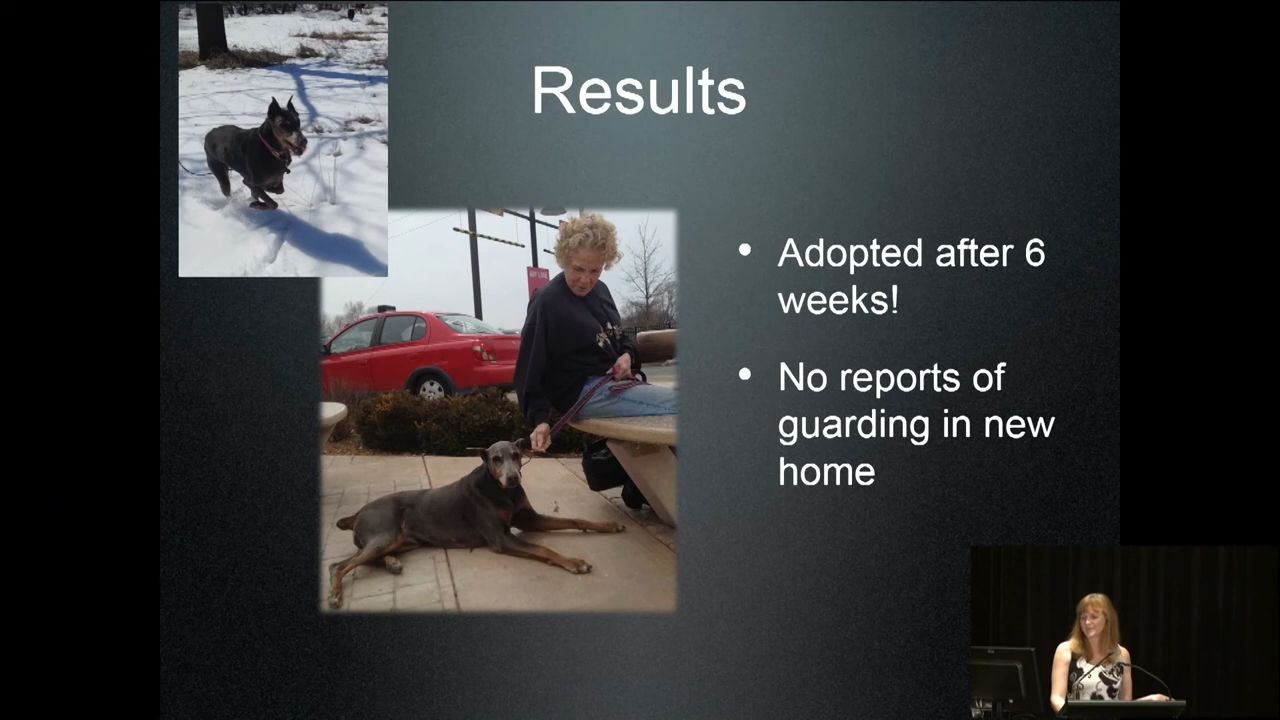 Results
• Adopted after 6
weeks!
• No reports of
guarding in new
home